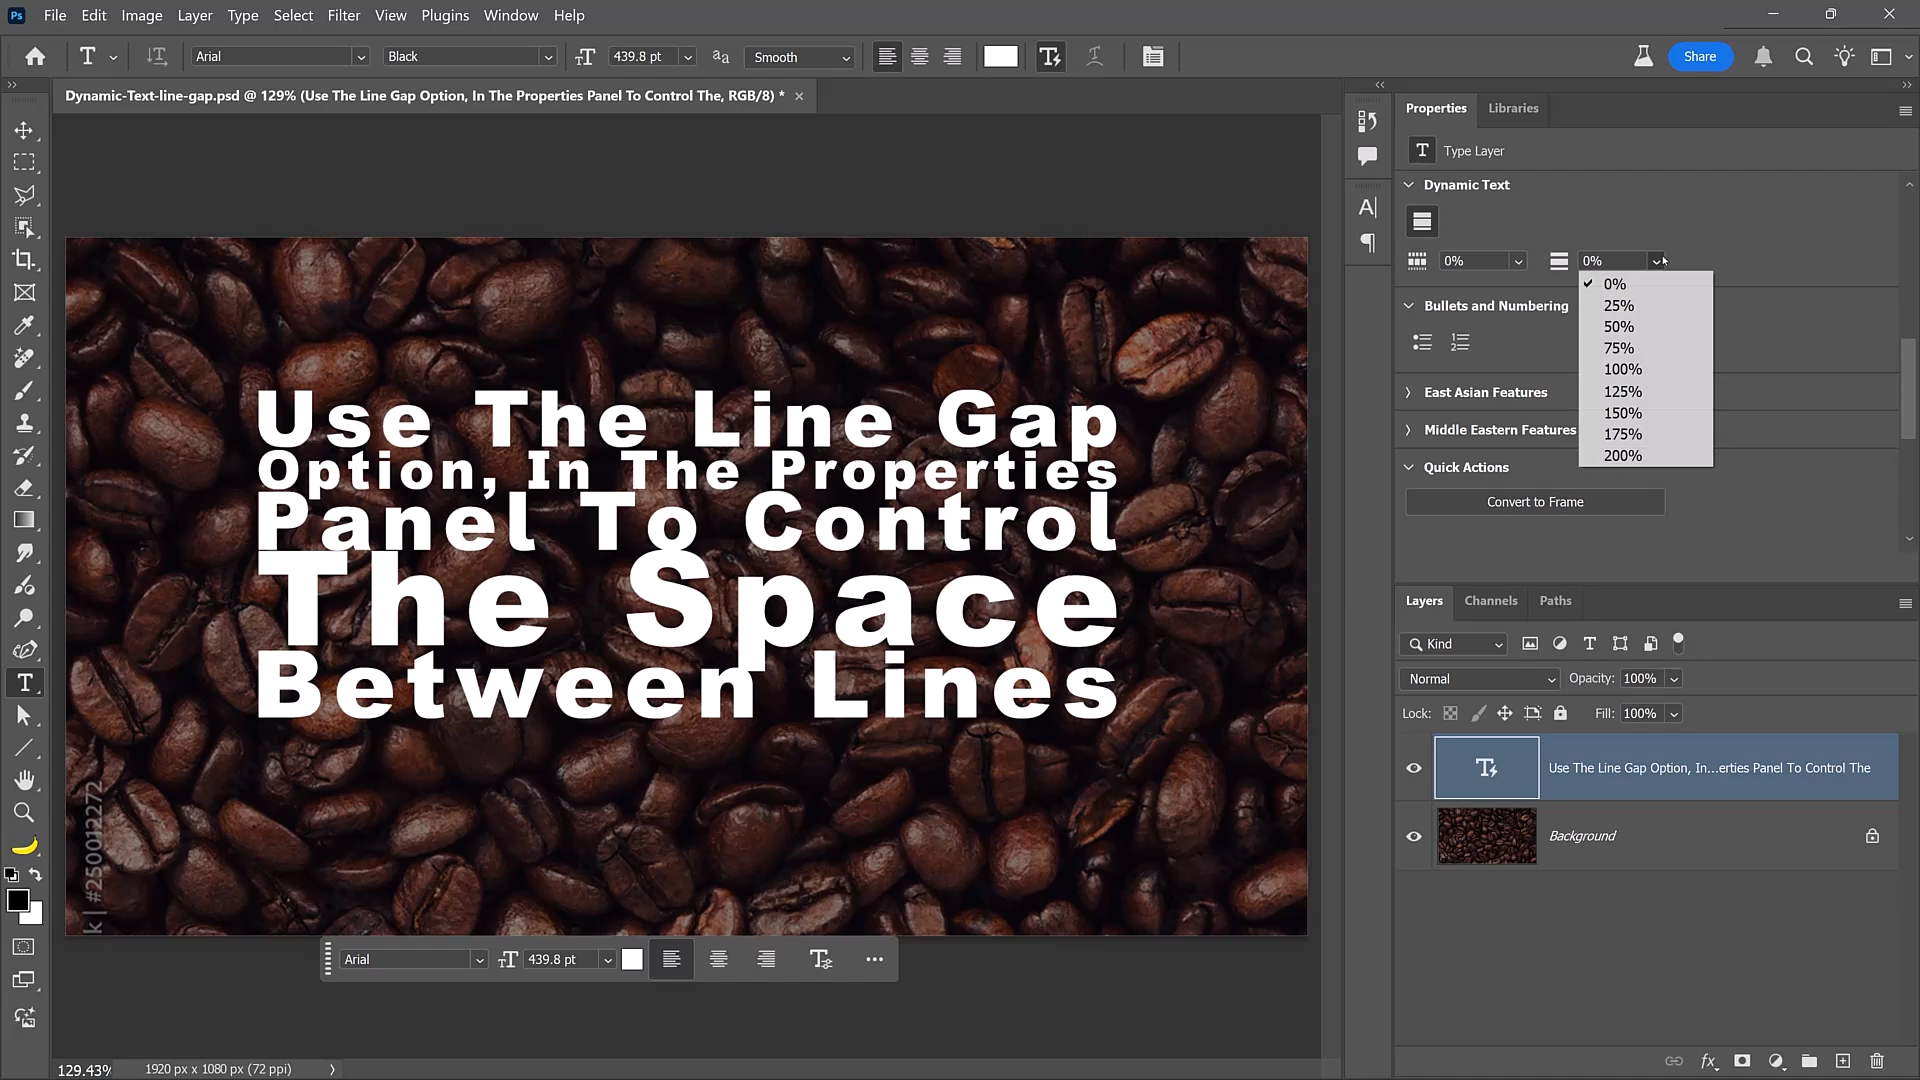 Ps File Edit Image Layer Type Select Filter View Plugins Window Help
T Arial Black 439.8 pt aa Smooth Share
Dynamic-Text-line-gap.psd @ 129% (Use The Line Gap Option, In The Properties Panel To Control The, RGB/8) *
Properties Libraries
T Type Layer
Dynamic Text
0% 0%
0%
25%
50%
75%
100%
125%
150%
175%
200%
Bullets and Numbering
East Asian Features
Middle Eastern Features
Quick Actions
Convert to Frame
Use The Line Gap
Option, In The Properties
Panel To Control
The Space
Between Lines
k | #250012272
Layers Channels Paths
Kind
Normal Opacity: 100%
Lock: Fill: 100%
Use The Line Gap Option, In...erties Panel To Control The
Background
Arial 439.8 pt
129.43% 1920 px x 1080 px (72 ppi)